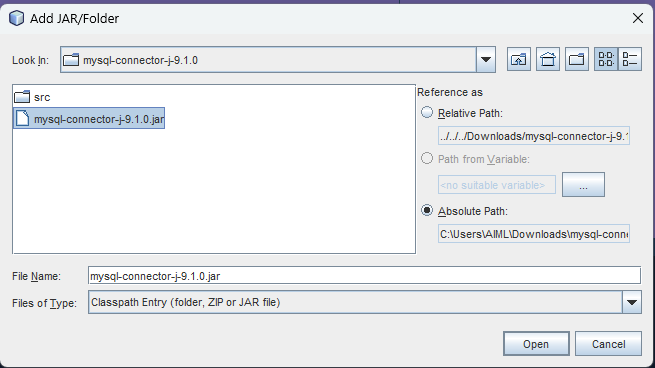 Add JAR/Folder
Look In:
mysql-connector-j-9.1.0
src
mysql-connector-j-9.1.0.jar
Reference as
Relative Path:
../../../Downloads/mysql-connector-j-9.1
Path from Variable:
<no suitable variable>
...
Absolute Path:
C:\Users\AIML\Downloads\mysql-conne
File Name:
mysql-connector-j-9.1.0.jar
Files of Type:
Classpath Entry (folder, ZIP or JAR file)
Open
Cancel